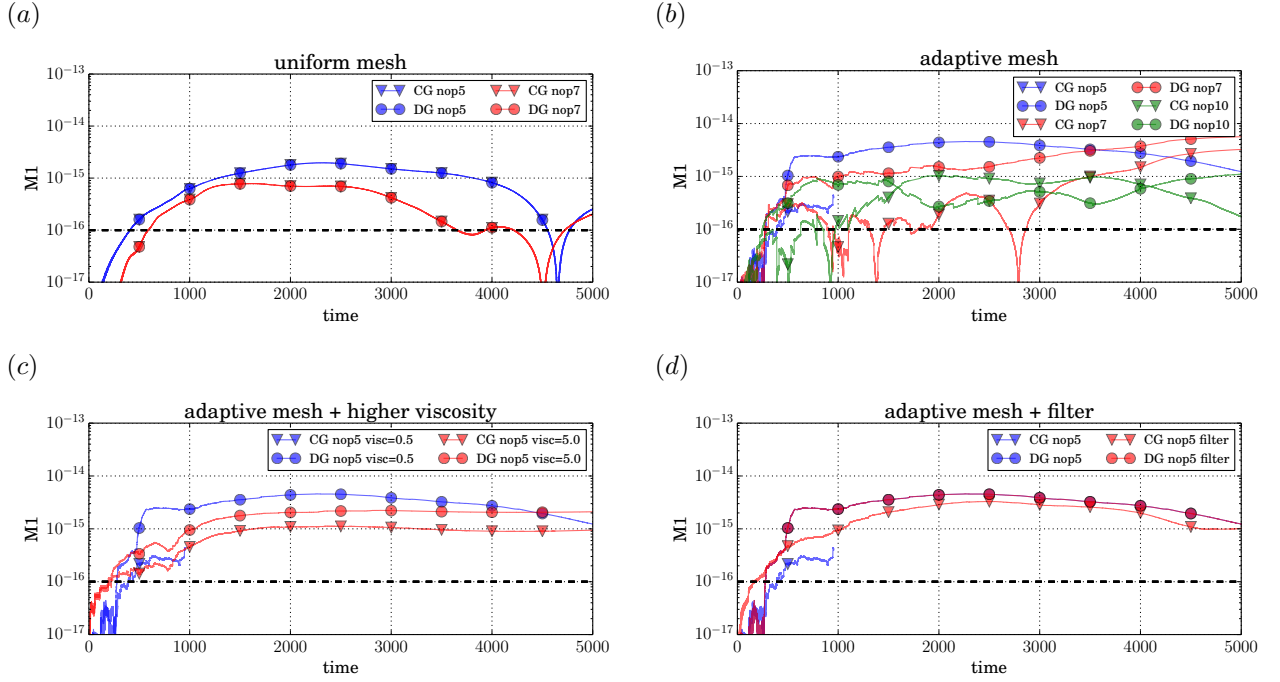 (a)
uniform mesh
CG nop5
CG nop7
DG nop5
DG nop7
10⁻¹³
10⁻¹⁴
10⁻¹⁵
10⁻¹⁶
10⁻¹⁷
M1
0 1000 2000 3000 4000 5000
time
(b)
adaptive mesh
CG nop5
DG nop7
DG nop5
CG nop10
CG nop7
DG nop10
10⁻¹³
10⁻¹⁴
10⁻¹⁵
10⁻¹⁶
10⁻¹⁷
M1
0 1000 2000 3000 4000 5000
time
(c)
adaptive mesh + higher viscosity
CG nop5 visc=0.5
CG nop5 visc=5.0
DG nop5 visc=0.5
DG nop5 visc=5.0
10⁻¹³
10⁻¹⁴
10⁻¹⁵
10⁻¹⁶
10⁻¹⁷
M1
0 1000 2000 3000 4000 5000
time
(d)
adaptive mesh + filter
CG nop5
CG nop5 filter
DG nop5
DG nop5 filter
10⁻¹³
10⁻¹⁴
10⁻¹⁵
10⁻¹⁶
10⁻¹⁷
M1
0 1000 2000 3000 4000 5000
time